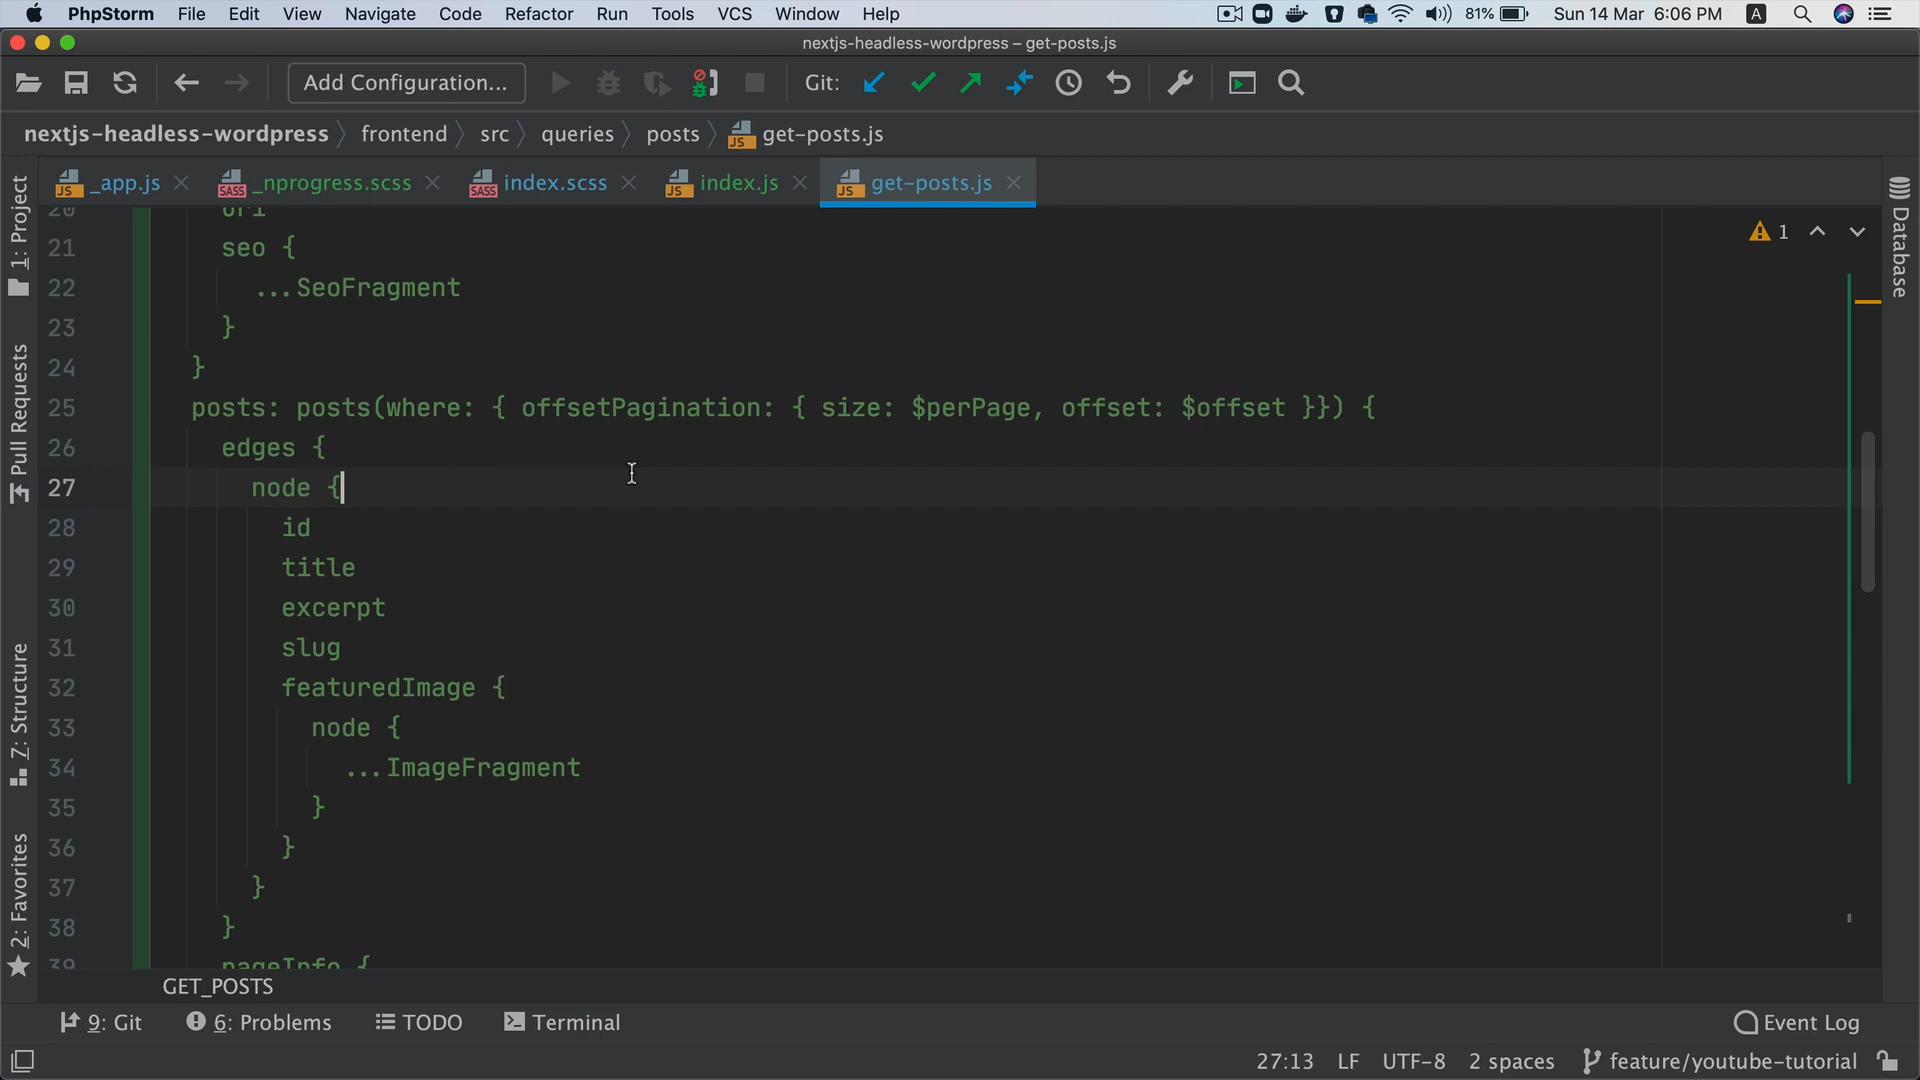 PhpStorm File Edit View Navigate Code Refactor Run Tools VCS Window Help 81% Sun 14 Mar 6:06 PM A
nextjs-headless-wordpress – get-posts.js
Add Configuration... Git:
nextjs-headless-wordpress frontend src queries posts get-posts.js
_app.js _nprogress.scss index.scss index.js get-posts.js
1: Project
Pull Requests
Z: Structure
2: Favorites
Database
1
20 uri
21 seo {
22 ...SeoFragment
23 }
24 }
25 posts: posts(where: { offsetPagination: { size: $perPage, offset: $offset }}) {
26 edges {
27 node {
28 id
29 title
30 excerpt
31 slug
32 featuredImage {
33 node {
34 ...ImageFragment
35 }
36 }
37 }
38 }
39 pageInfo {
GET_POSTS
9: Git 6: Problems TODO Terminal Event Log
27:13 LF UTF-8 2 spaces feature/youtube-tutorial